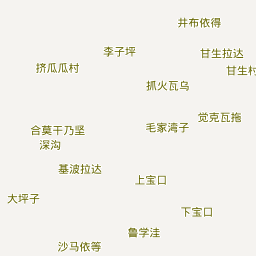 井布依得
李子坪
甘生拉达
挤瓜瓜村
甘生村
抓火瓦乌
觉克瓦拖
毛家湾子
合莫干乃坚
深沟
基波拉达
上宝口
大坪子
下宝口
鲁学洼
沙马依等